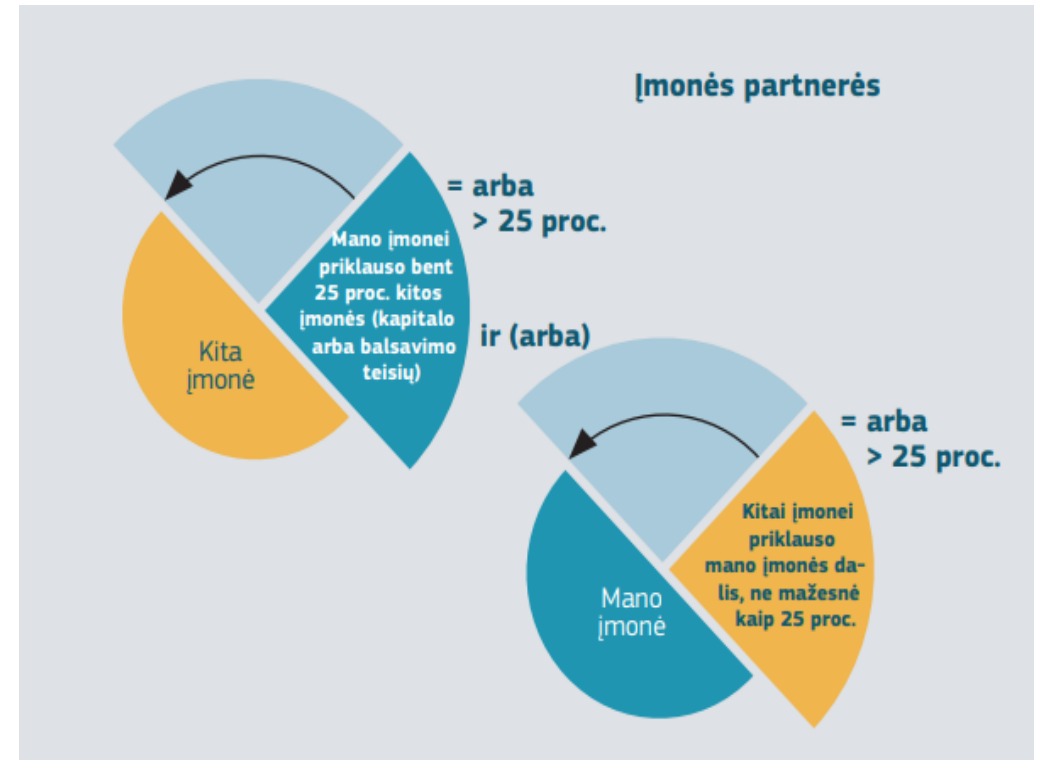 Įmonės partnerės
= arba
> 25 proc.
Mano įmonei
priklauso bent
25 proc. kitos
įmonės (kapitalo
arba balsavimo
teisių)
Kita
įmonė
ir (arba)
= arba
> 25 proc.
Kitai įmonei
priklauso
mano įmonės da-
lis, ne mažesnė
kaip 25 proc.
Mano
įmonė